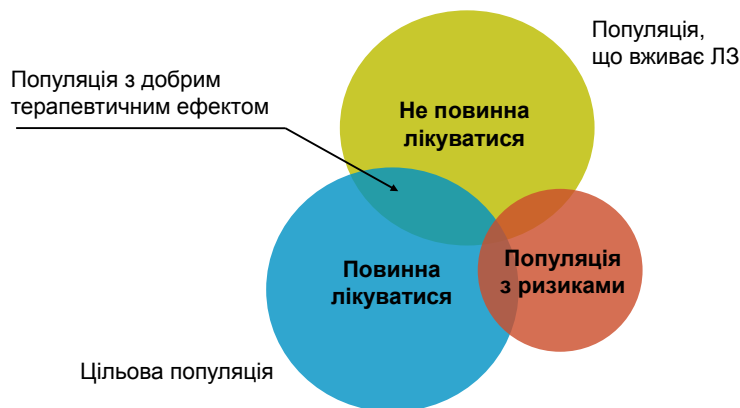 Популяція,
що вживає ЛЗ
Популяція з добрим
терапевтичним ефектом
Не повинна
лікуватися
Повинна
лікуватися
Популяція
з ризиками
Цільова популяція